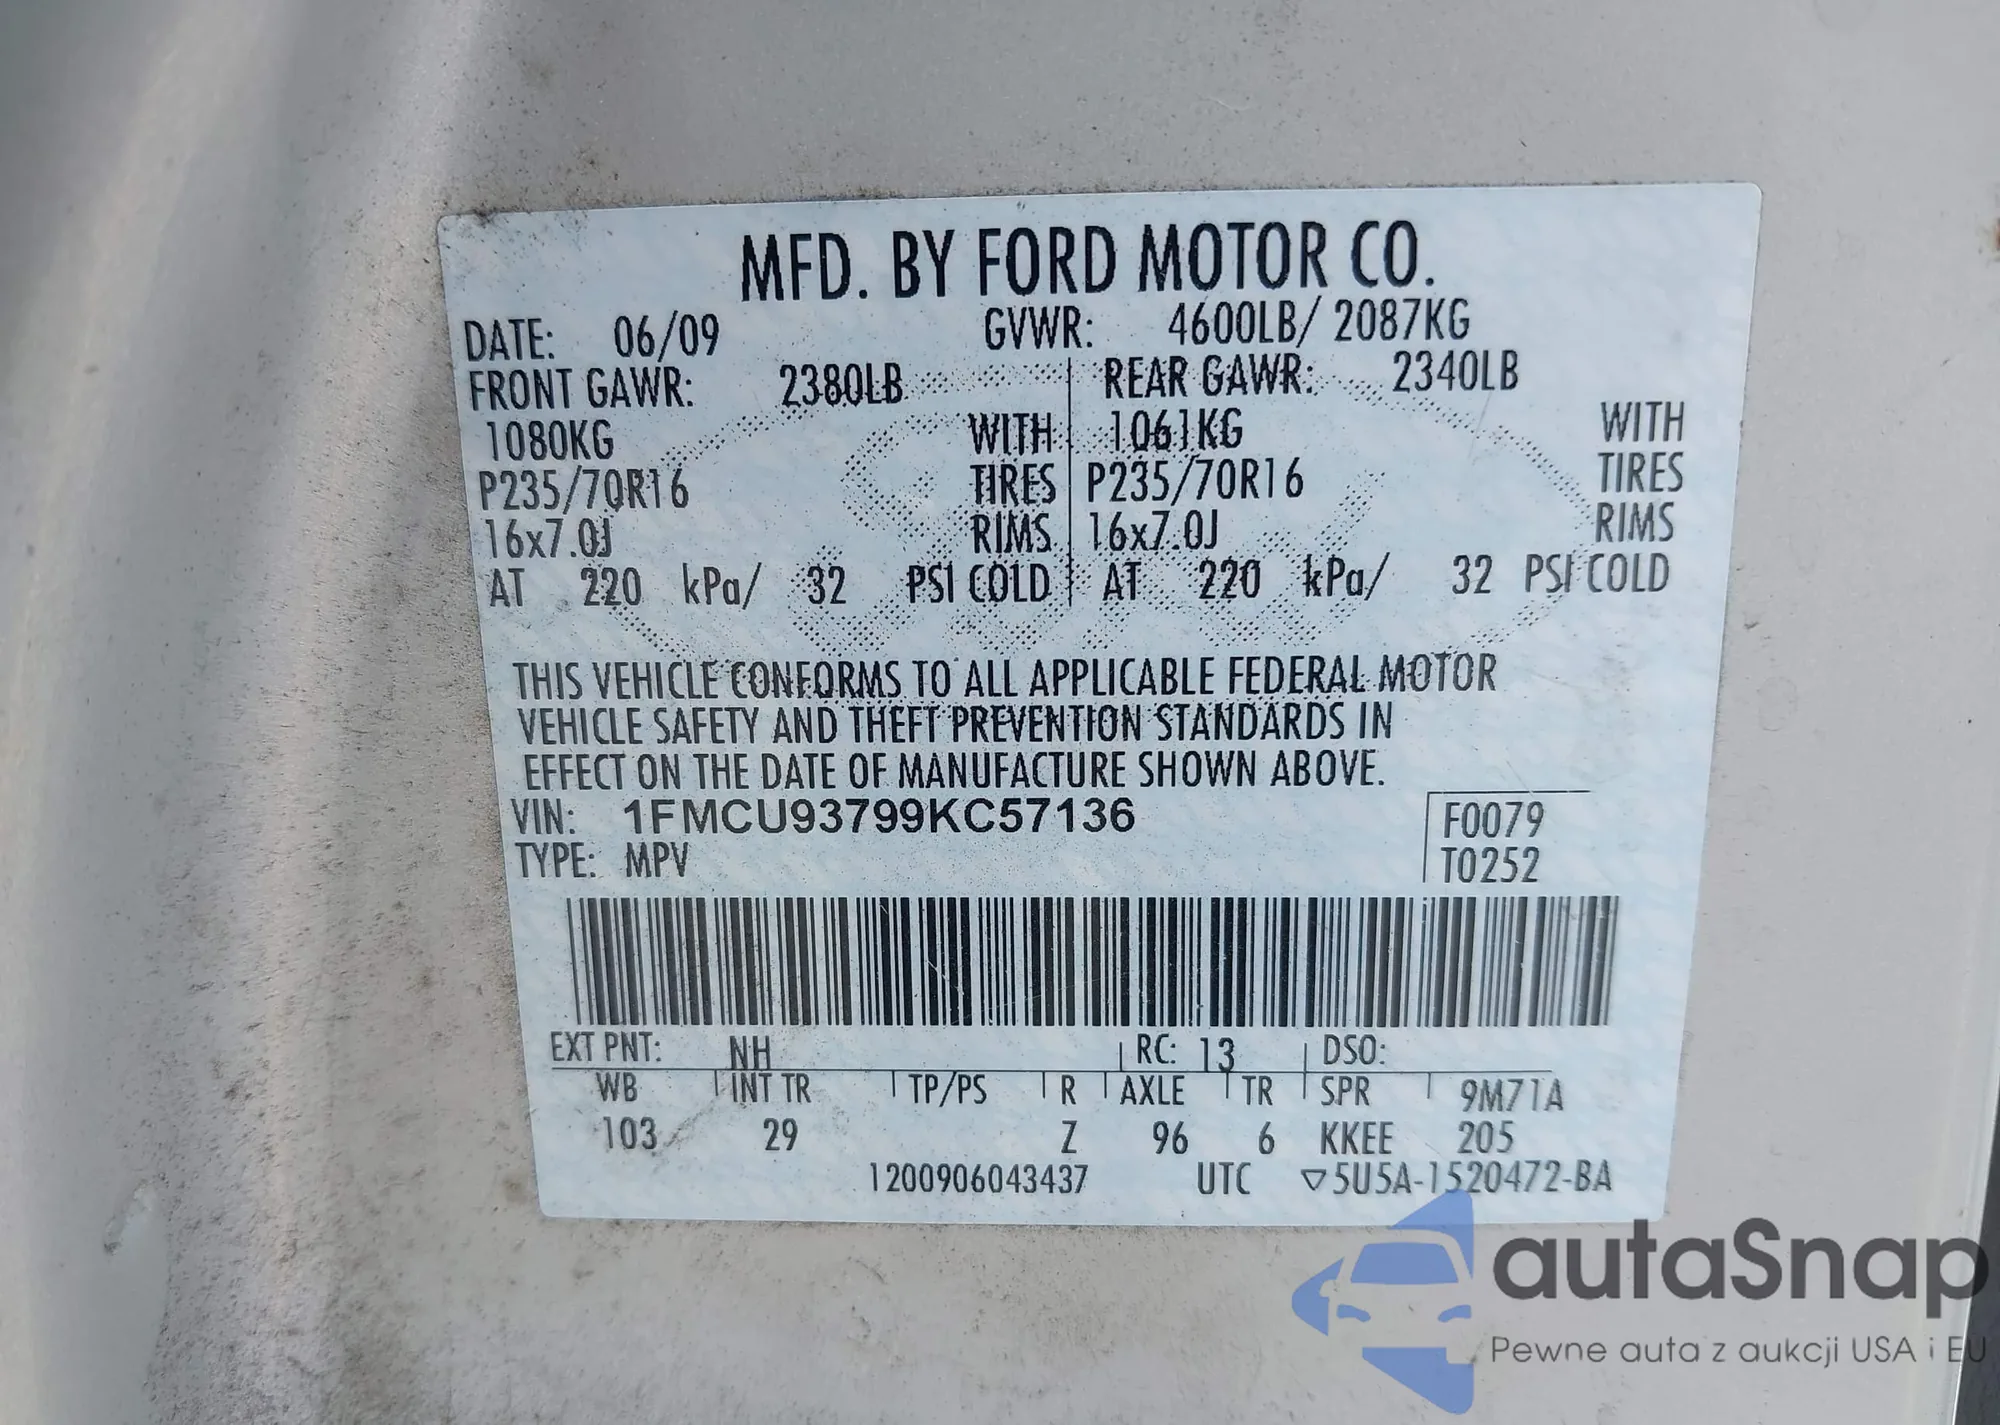 MFD. BY FORD MOTOR CO.
DATE: 06/09 GVWR: 4600LB/ 2087KG
FRONT GAWR: 2380LB REAR GAWR: 2340LB
1080KG WITH 1061KG WITH
P235/70R16 TIRES P235/70R16 TIRES
16x7.0J RIMS 16x7.0J RIMS
AT 220 kPa/ 32 PSI COLD AT 220 kPa/ 32 PSI COLD
THIS VEHICLE CONFORMS TO ALL APPLICABLE FEDERAL MOTOR
VEHICLE SAFETY AND THEFT PREVENTION STANDARDS IN
EFFECT ON THE DATE OF MANUFACTURE SHOWN ABOVE.
VIN: 1FMCU93799KC57136 F0079
TYPE: MPV T0252
EXT PNT: NH RC: 13 DSO:
WB INT TR TP/PS R AXLE TR SPR 9M71A
103 29 Z 96 6 KKEE 205
1200906043437 UTC ▽5U5A-1520472-BA
autaSnap
Pewne auta z aukcji USA i EU